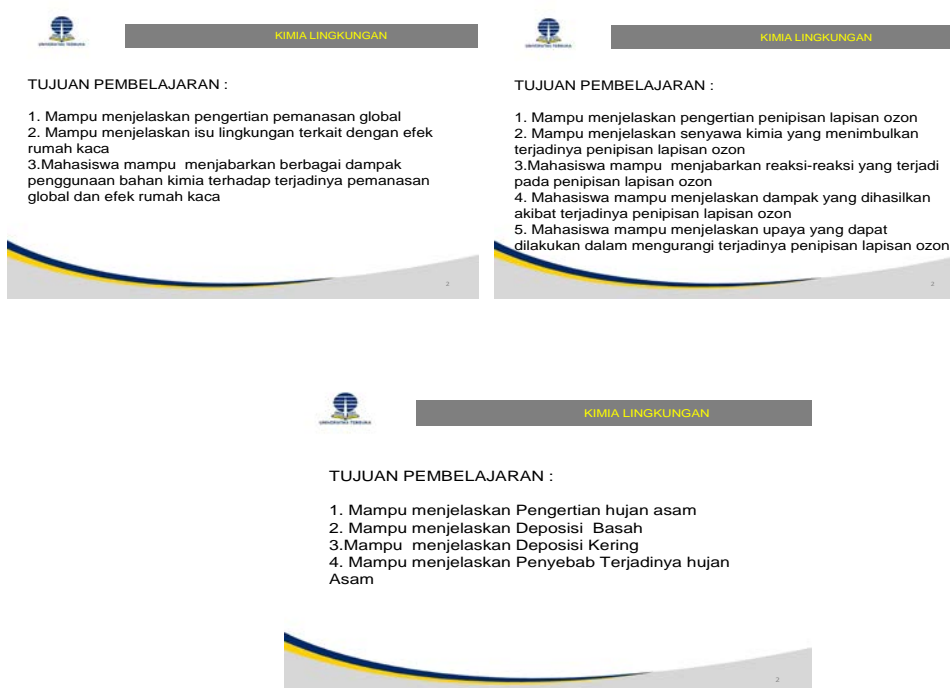 KIMIA LINGKUNGAN
TUJUAN PEMBELAJARAN :
1. Mampu menjelaskan pengertian pemanasan global
2. Mampu menjelaskan isu lingkungan terkait dengan efek
rumah kaca
3.Mahasiswa mampu  menjabarkan berbagai dampak
penggunaan bahan kimia terhadap terjadinya pemanasan
global dan efek rumah kaca
2
KIMIA LINGKUNGAN
TUJUAN PEMBELAJARAN :
1. Mampu menjelaskan pengertian penipisan lapisan ozon
2. Mampu menjelaskan senyawa kimia yang menimbulkan
terjadinya penipisan lapisan ozon
3.Mahasiswa mampu  menjabarkan reaksi-reaksi yang terjadi
pada penipisan lapisan ozon
4. Mahasiswa mampu menjelaskan dampak yang dihasilkan
akibat terjadinya penipisan lapisan ozon
5. Mahasiswa mampu menjelaskan upaya yang dapat
dilakukan dalam mengurangi terjadinya penipisan lapisan ozon
2
UNIVERSITAS TERBUKA
KIMIA LINGKUNGAN
TUJUAN PEMBELAJARAN :
1. Mampu menjelaskan Pengertian hujan asam
2. Mampu menjelaskan Deposisi  Basah
3.Mampu  menjelaskan Deposisi Kering
4. Mampu menjelaskan Penyebab Terjadinya hujan
Asam
2